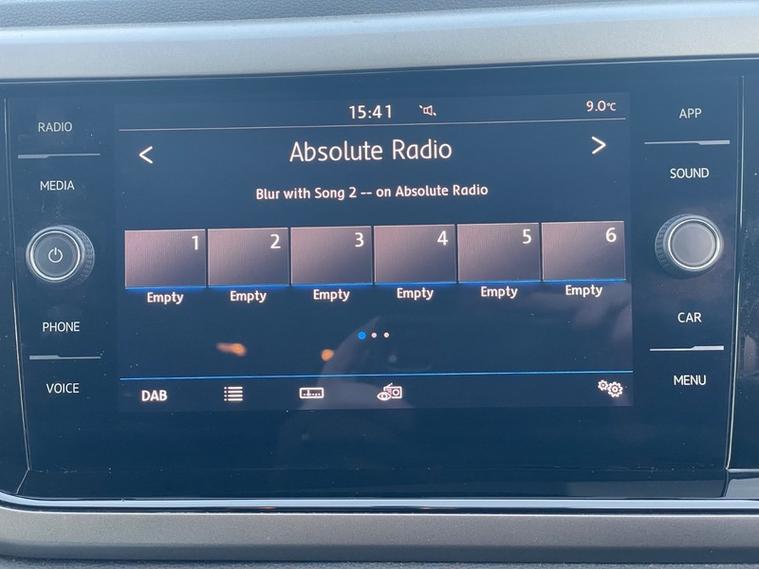 15:41 9.0°C
RADIO
APP
< Absolute Radio >
MEDIA
SOUND
Blur with Song 2 -- on Absolute Radio
1 2 3 4 5 6
Empty Empty Empty Empty Empty Empty
PHONE
CAR
VOICE
MENU
DAB